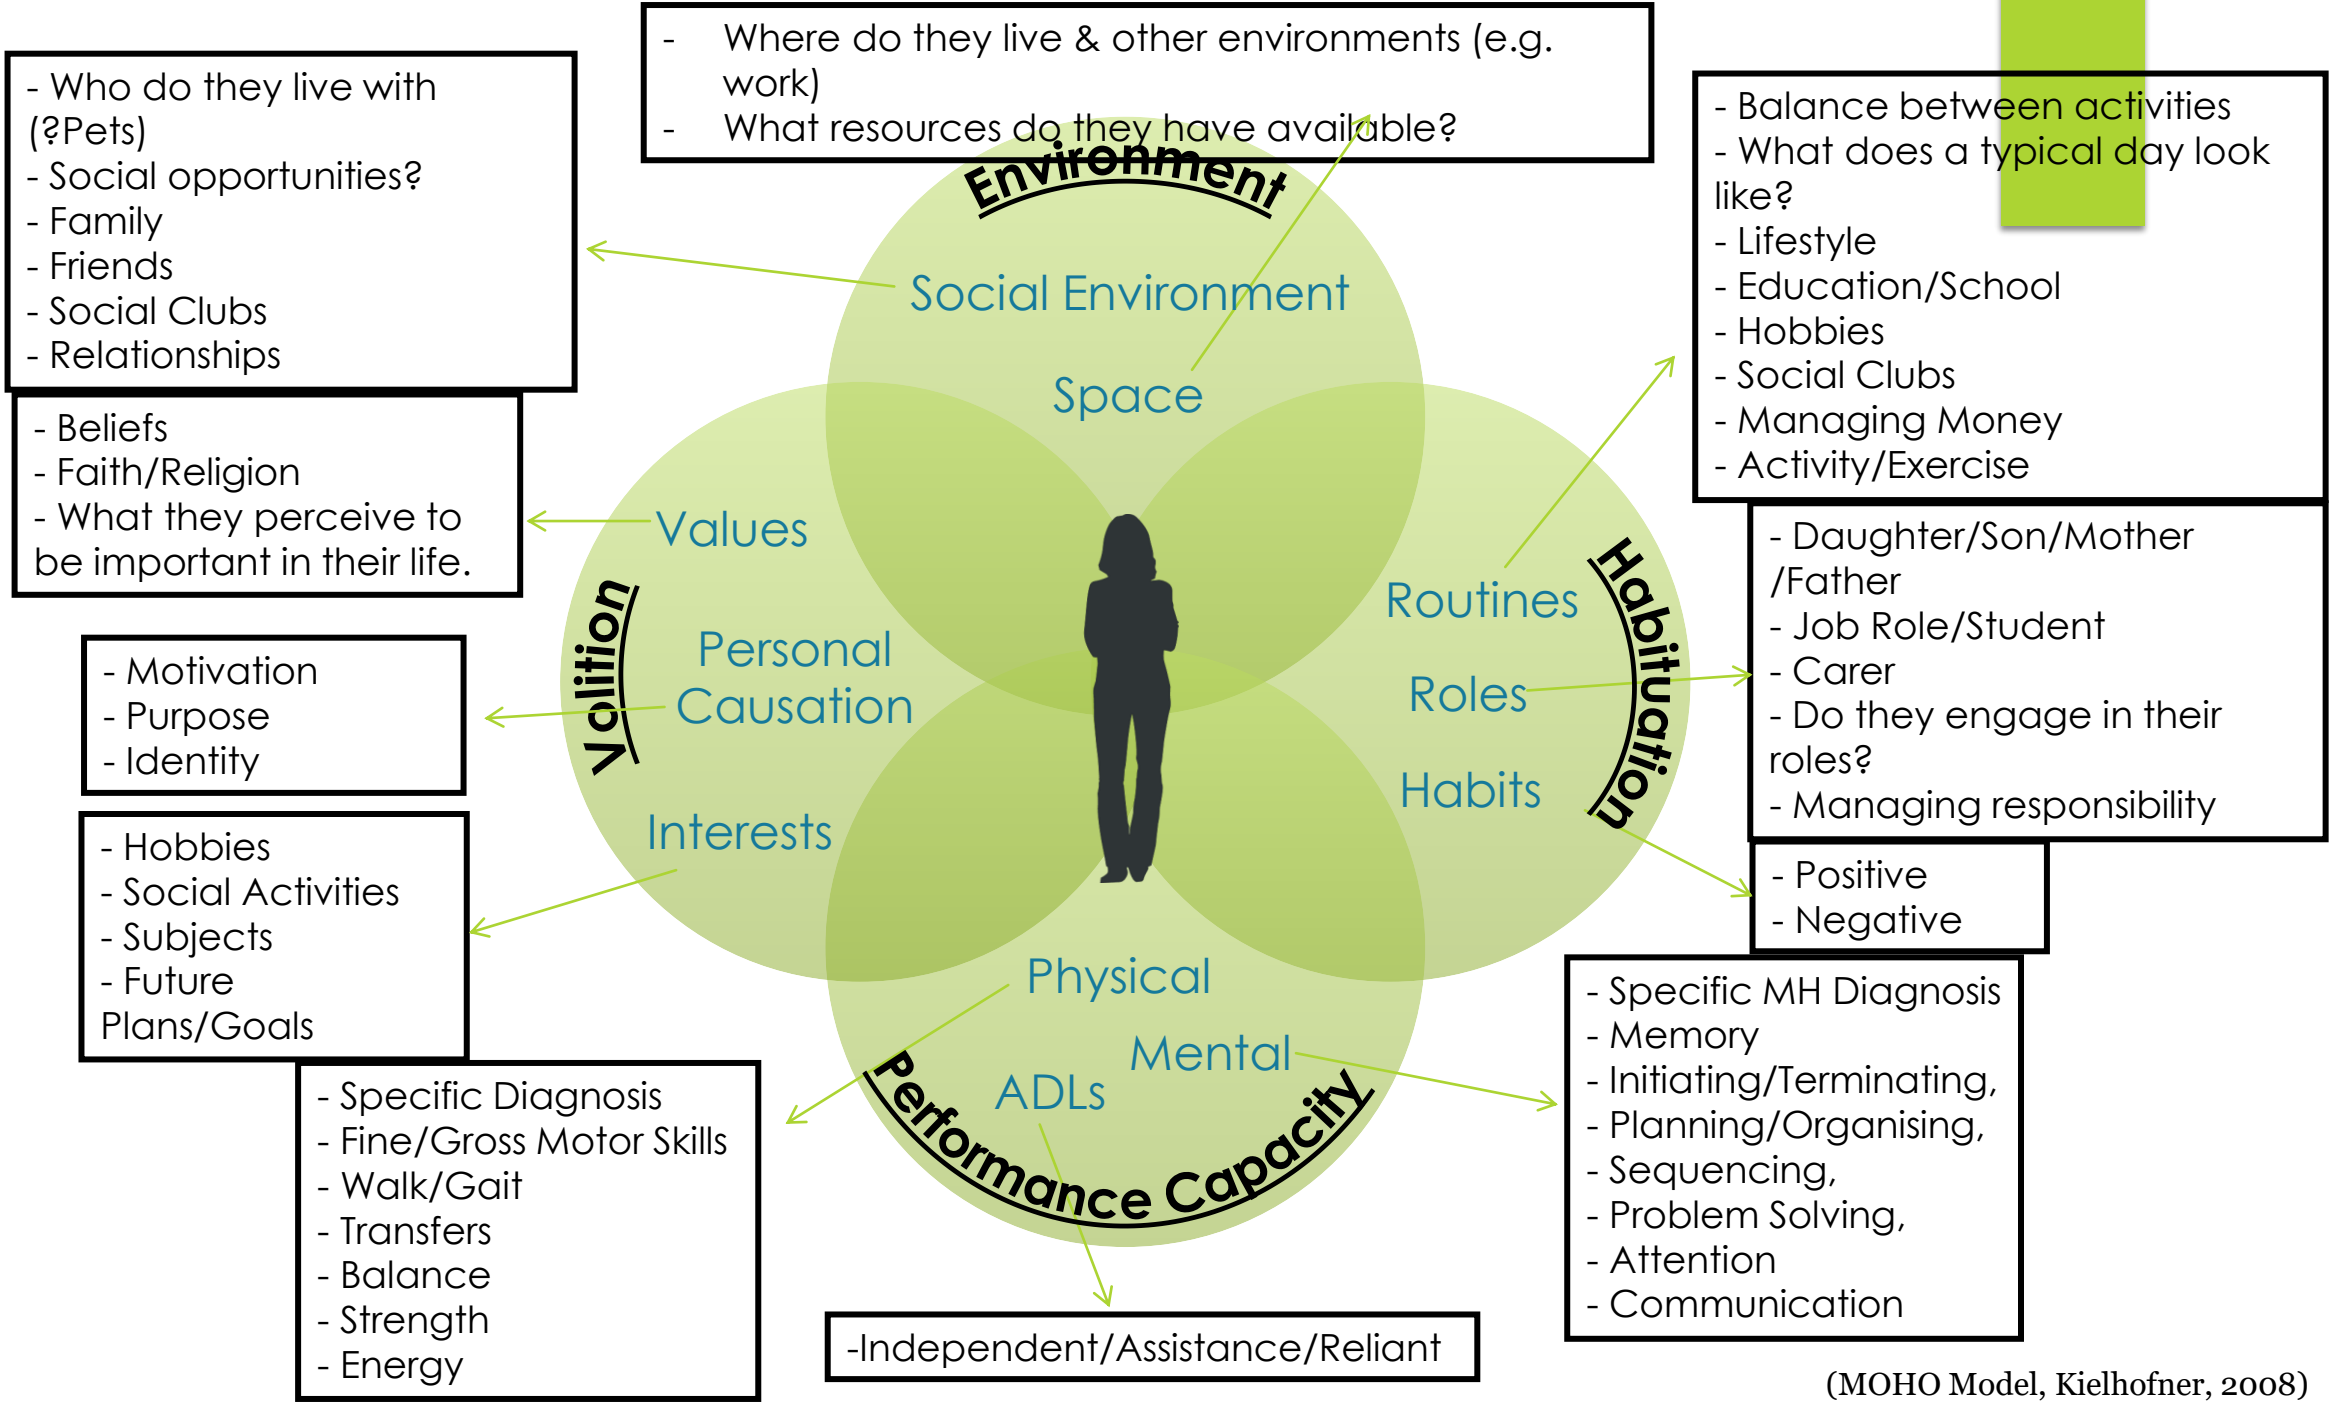 - Where do they live & other environments (e.g.
work)
- What resources do they have available?
- Who do they live with
(?Pets)
- Social opportunities?
- Family
- Friends
- Social Clubs
- Relationships
- Beliefs
- Faith/Religion
- What they perceive to
be important in their life.
- Motivation
- Purpose
- Identity
- Hobbies
- Social Activities
- Subjects
- Future
Plans/Goals
- Specific Diagnosis
- Fine/Gross Motor Skills
- Walk/Gait
- Transfers
- Balance
- Strength
- Energy
Environment
Social Environment
Space
Volition
Values
Personal
Causation
Interests
Habituation
Routines
Roles
Habits
Physical
Mental
ADLs
Performance Capacity
-Independent/Assistance/Reliant
- Balance between activities
- What does a typical day look
like?
- Lifestyle
- Education/School
- Hobbies
- Social Clubs
- Managing Money
- Activity/Exercise
- Daughter/Son/Mother
/Father
- Job Role/Student
- Carer
- Do they engage in their
roles?
- Managing responsibility
- Positive
- Negative
- Specific MH Diagnosis
- Memory
- Initiating/Terminating,
- Planning/Organising,
- Sequencing,
- Problem Solving,
- Attention
- Communication
(MOHO Model, Kielhofner, 2008)